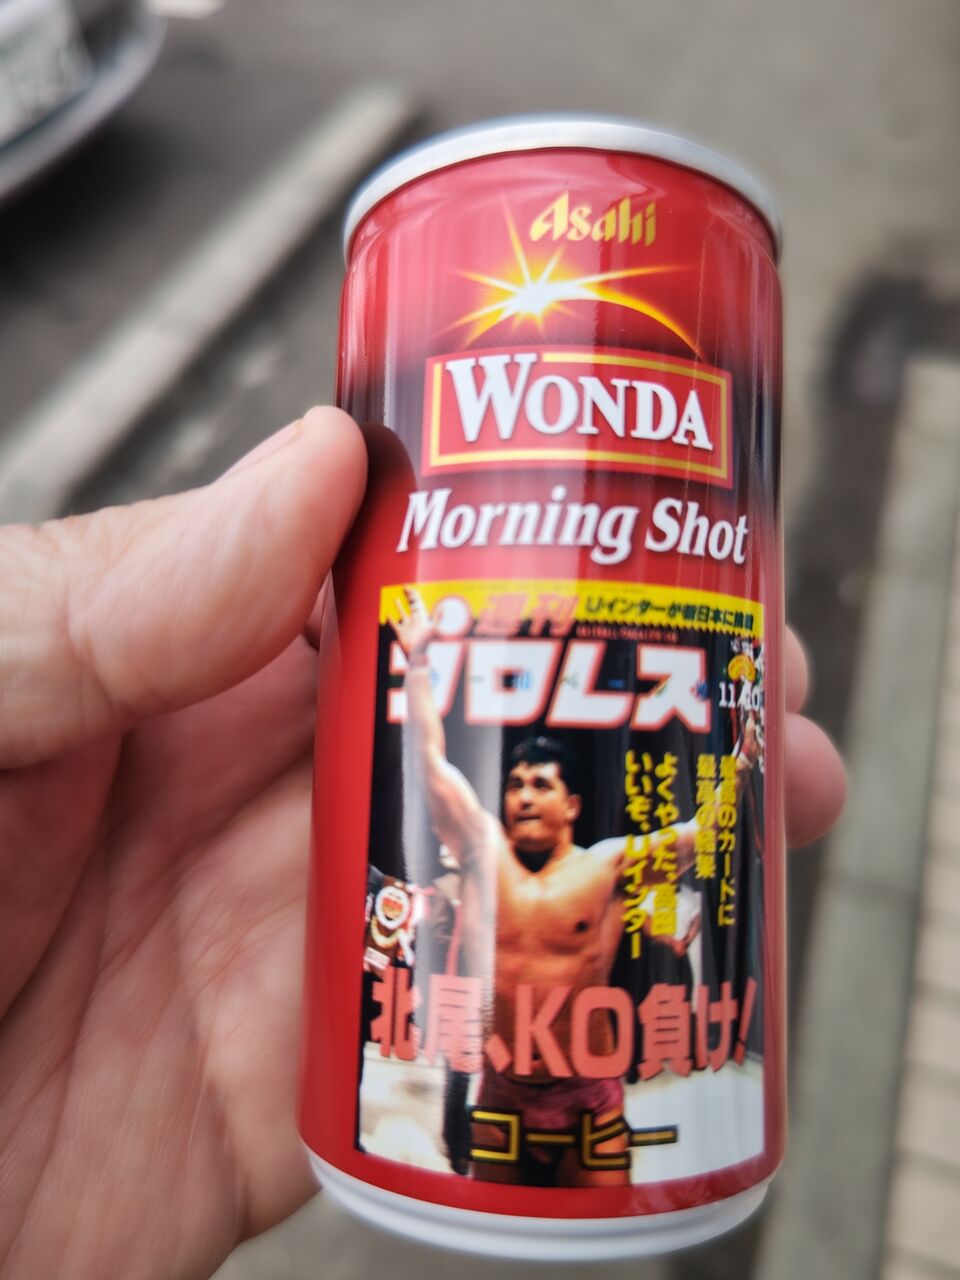 Asahi
WONDA
Morning Shot
週刊
Uインターが新日本に挑戦
プロレス
11/10
最高のカードに
最高の結果
よくやった、高田
いいぞ、Uインター
北尾、KO負け!
コーヒー